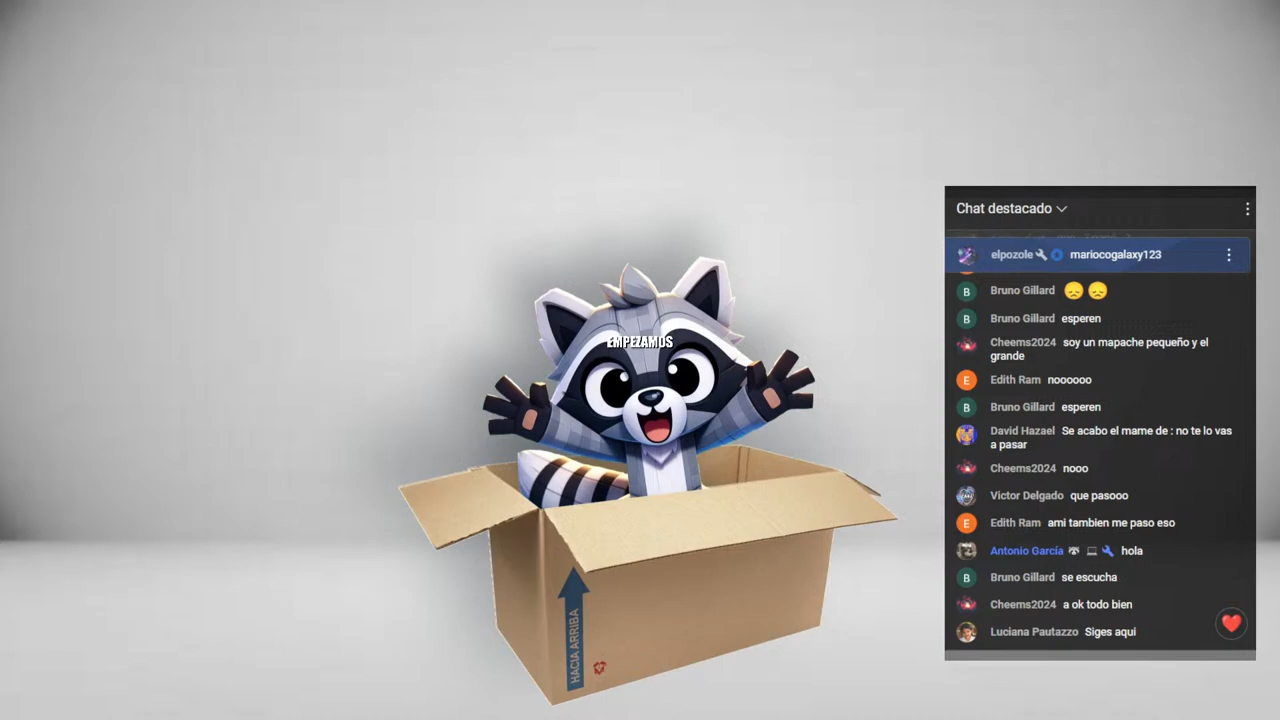 Chat destacado
elpozole mariocogalaxy123
B Bruno Gillard
B Bruno Gillard esperen
Cheems2024 soy un mapache pequeño y el
grande
E Edith Ram noooooo
B Bruno Gillard esperen
David Hazael Se acabo el mame de : no te lo vas
a pasar
Cheems2024 nooo
Victor Delgado que pasooo
E Edith Ram ami tambien me paso eso
Antonio García hola
B Bruno Gillard se escucha
Cheems2024 a ok todo bien
Luciana Pautazzo Siges aqui
EMPEZAMOS
HACIA ARRIBA